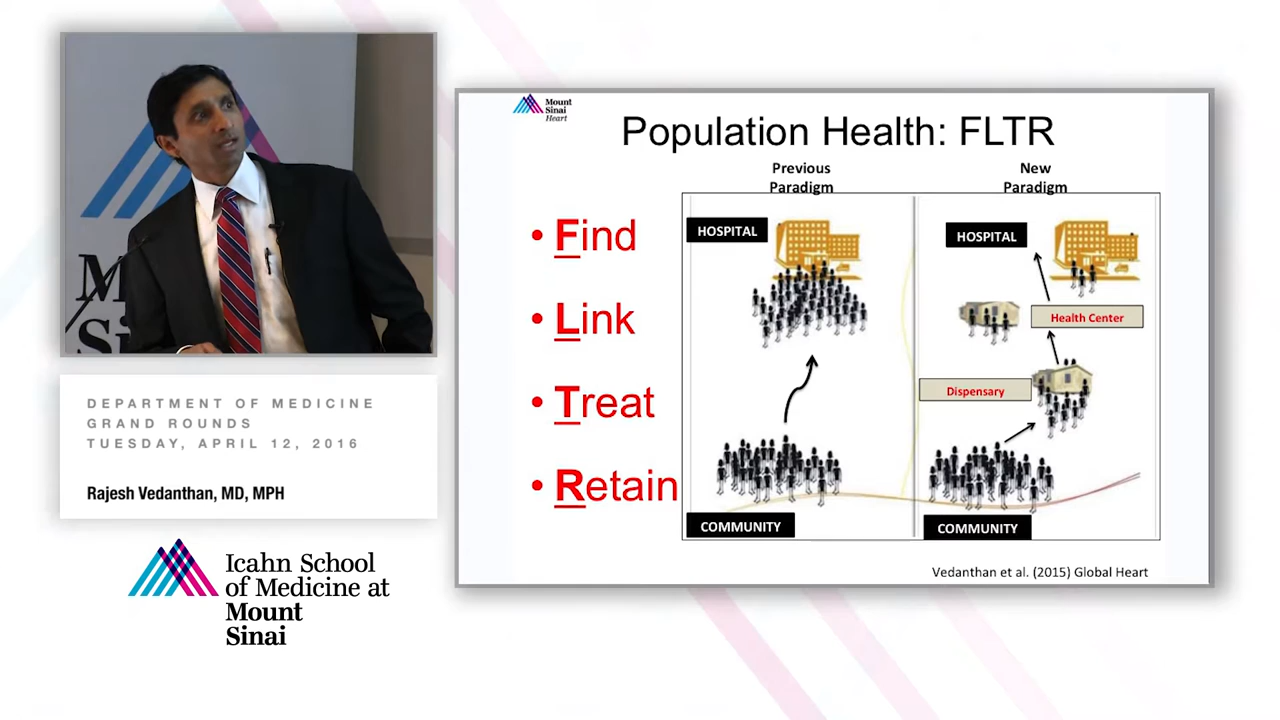 M
Si
DEPARTMENT OF MEDICINE
GRAND ROUNDS
TUESDAY, APRIL 12, 2016
Rajesh Vedanthan, MD, MPH
Icahn School
of Medicine at
Mount
Sinai
Mount
Sinai
Heart
Population Health: FLTR
Previous
Paradigm
New
Paradigm
• Find
• Link
• Treat
• Retain
HOSPITAL
COMMUNITY
HOSPITAL
Health Center
Dispensary
COMMUNITY
Vedanthan et al. (2015) Global Heart